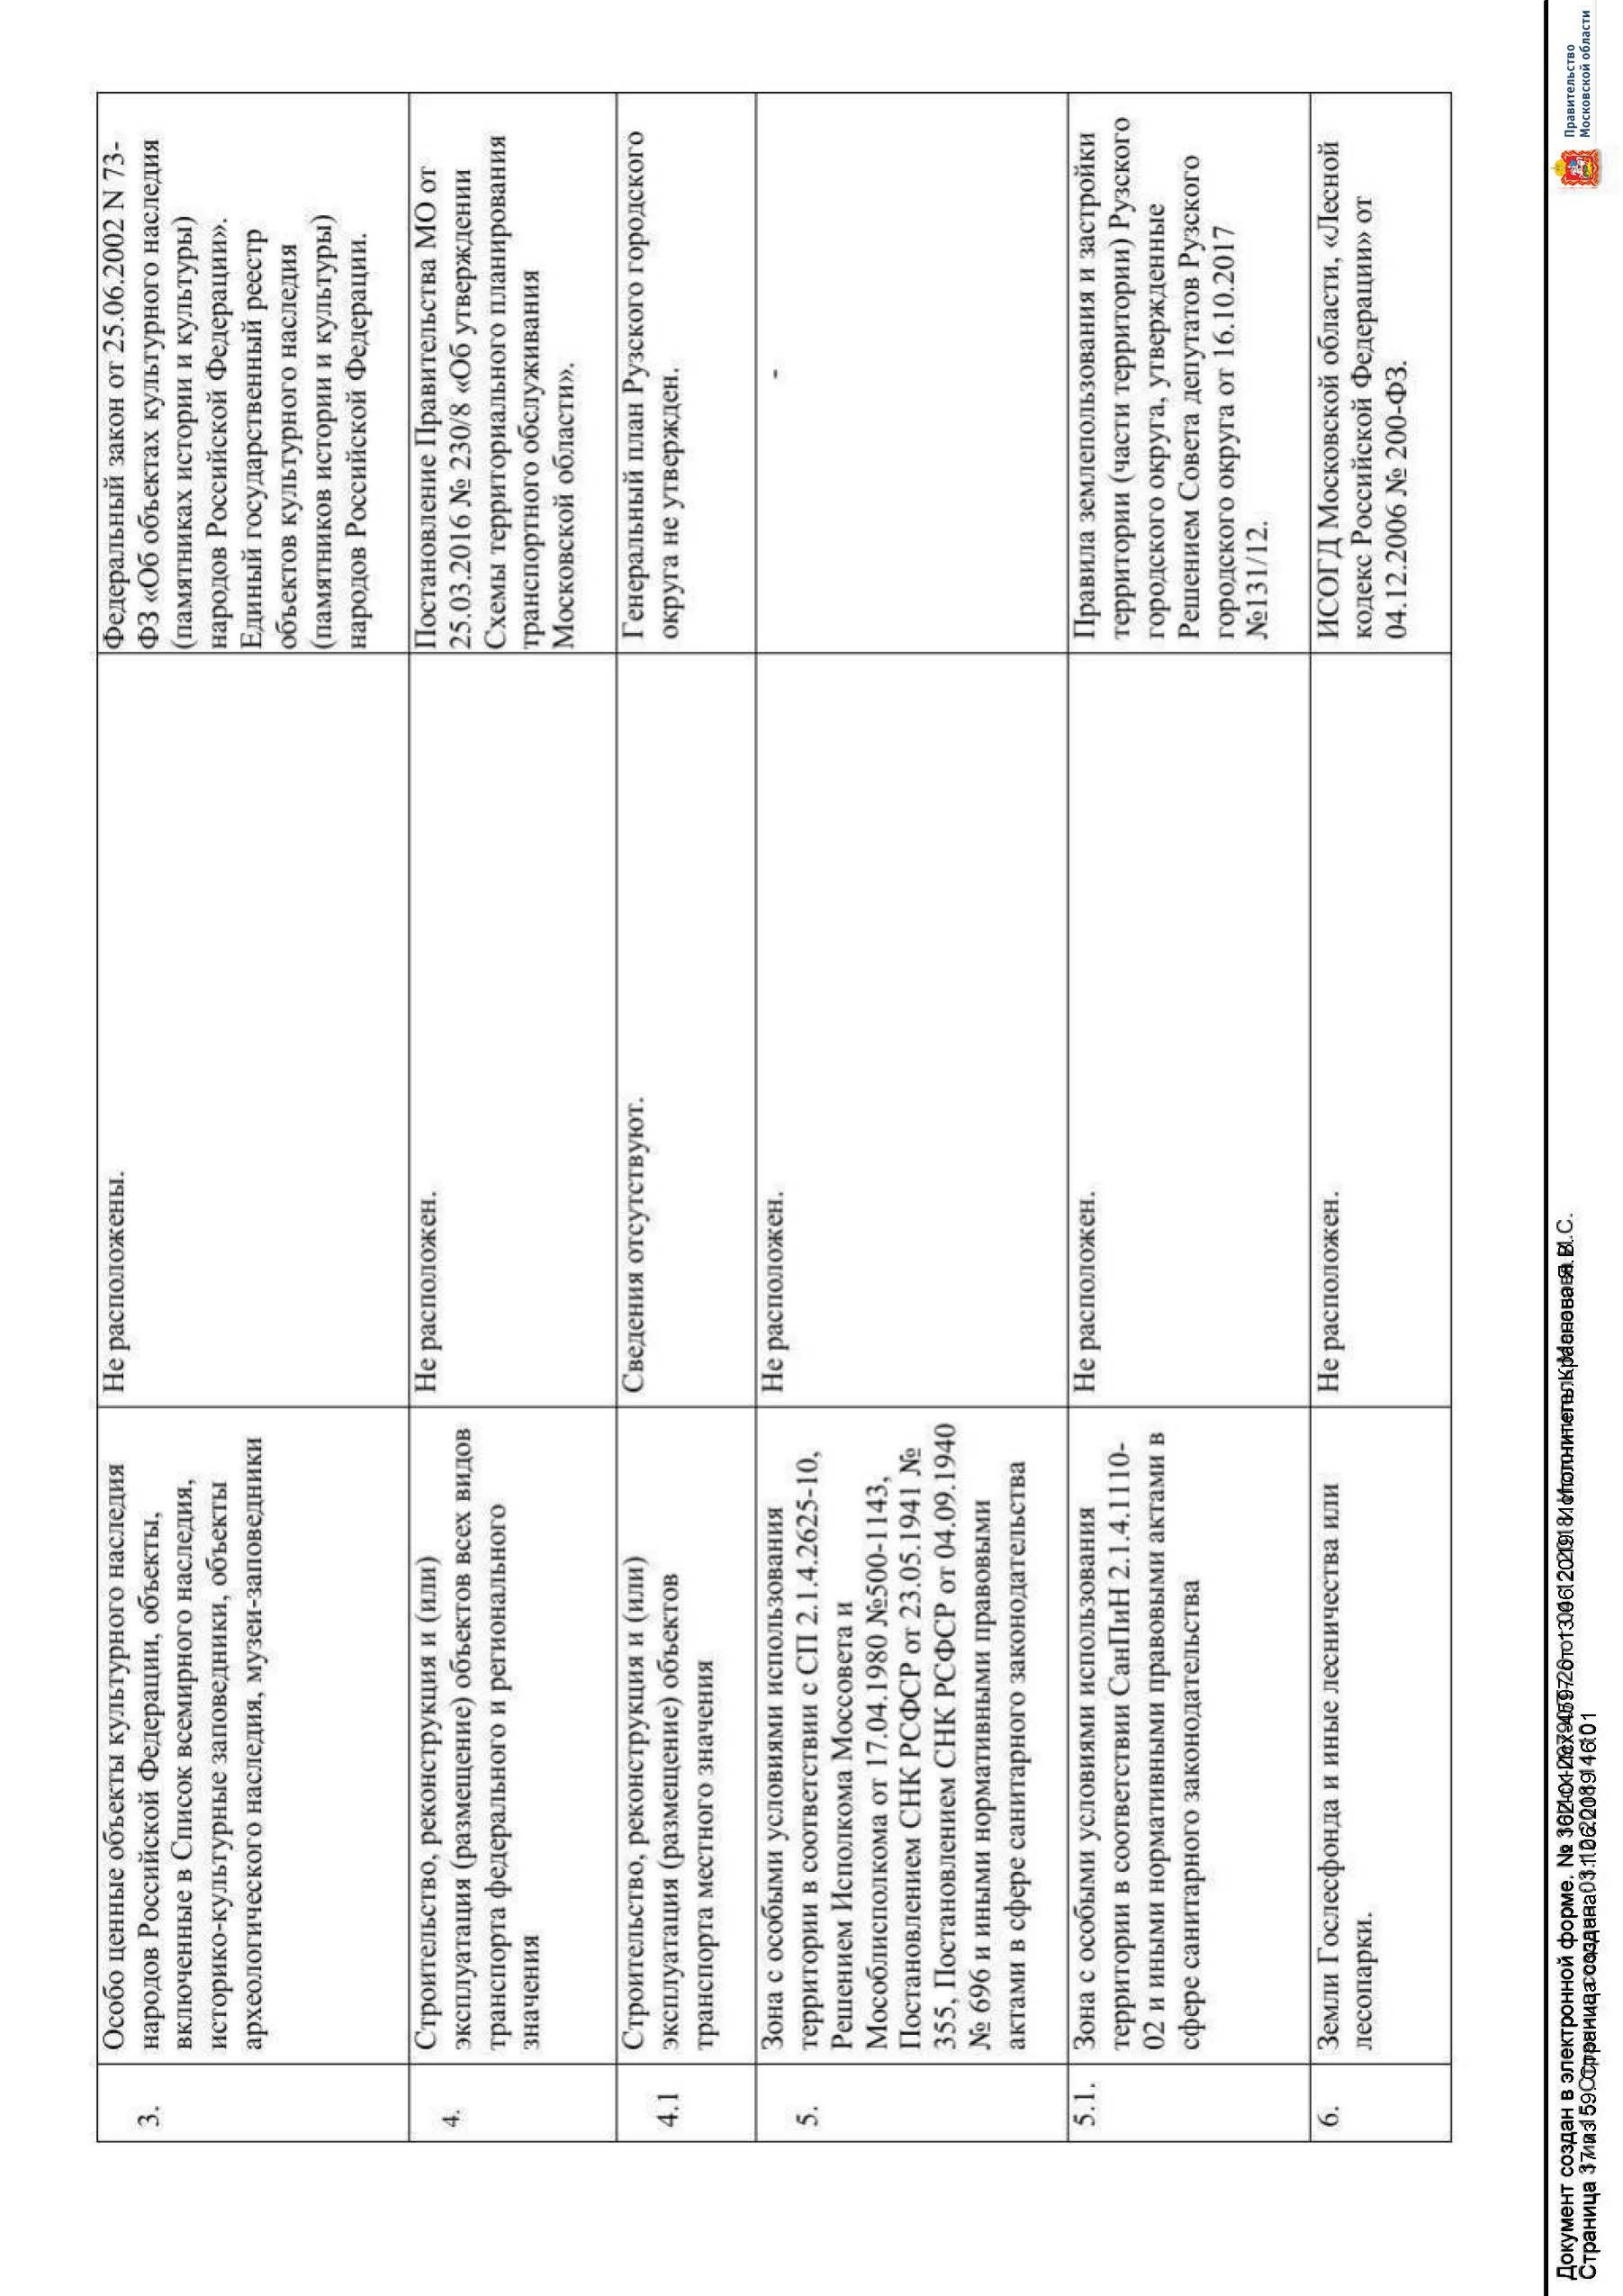 3.
Особо ценные объекты культурного наследия
народов Российской Федерации, объекты,
включенные в Список всемирного наследия,
историко-культурные заповедники, объекты
археологического наследия, музеи-заповедники
Не расположены.
Федеральный закон от 25.06.2002 N 73-
ФЗ «Об объектах культурного наследия
(памятниках истории и культуры)
народов Российской Федерации».
Единый государственный реестр
объектов культурного наследия
(памятников истории и культуры)
народов Российской Федерации.
4.
Строительство, реконструкция и (или)
эксплуатация (размещение) объектов всех видов
транспорта федерального и регионального
значения
Не расположен.
Постановление Правительства МО от
25.03.2016 № 230/8 «Об утверждении
Схемы территориального планирования
транспортного обслуживания
Московской области».
4.1
Строительство, реконструкция и (или)
эксплуатация (размещение) объектов
транспорта местного значения
Сведения отсутствуют.
Генеральный план Рузского городского
округа не утвержден.
5.
Зона с особыми условиями использования
территории в соответствии с СП 2.1.4.2625-10,
Решением Исполкома Моссовета и
Мособлисполкома от 17.04.1980 №500-1143,
Постановлением СНК РСФСР от 23.05.1941 №
355, Постановлением СНК РСФСР от 04.09.1940
№ 696 и иными нормативными правовыми
актами в сфере санитарного законодательства
Не расположен.
-
5.1.
Зона с особыми условиями использования
территории в соответствии СанПиН 2.1.4.1110-
02 и иными нормативными правовыми актами в
сфере санитарного законодательства
Не расположен.
Правила землепользования и застройки
территории (части территории) Рузского
городского округа, утвержденные
Решением Совета депутатов Рузского
городского округа от 16.10.2017
№131/12.
6.
Земли Гослесфонда и иные лесничества или
лесопарки.
Не расположен.
ИСОГД Московской области, «Лесной
кодекс Российской Федерации» от
04.12.2006 № 200-ФЗ.
Документ создан в электронной форме. №
Страница
Правительство
Московской области